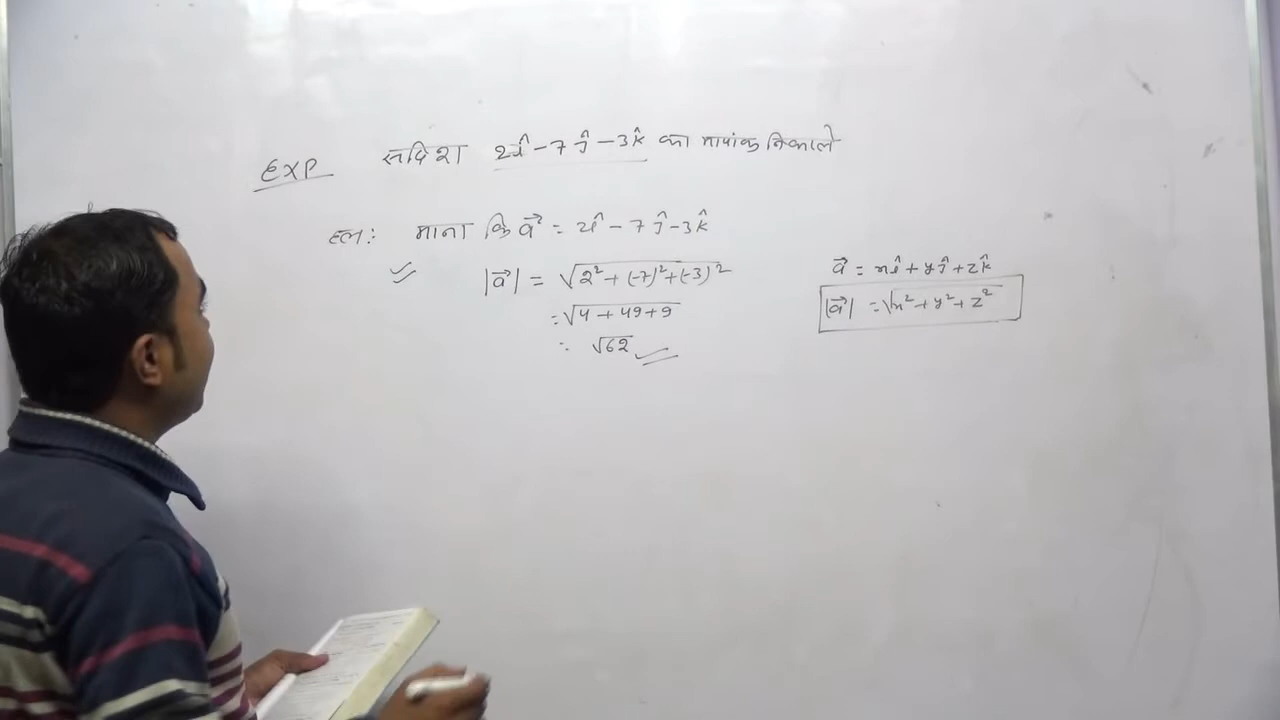 Exp सदिश 2î - 7ĵ - 3k̂ का मापांक निकाले
हल: माना कि a⃗ = 2î - 7ĵ - 3k̂
|a⃗| = √2² + (-7)² + (-3)²
= √4 + 49 + 9
= √62
a⃗ = xî + yĵ + zk̂
|a⃗| = √x² + y² + z²